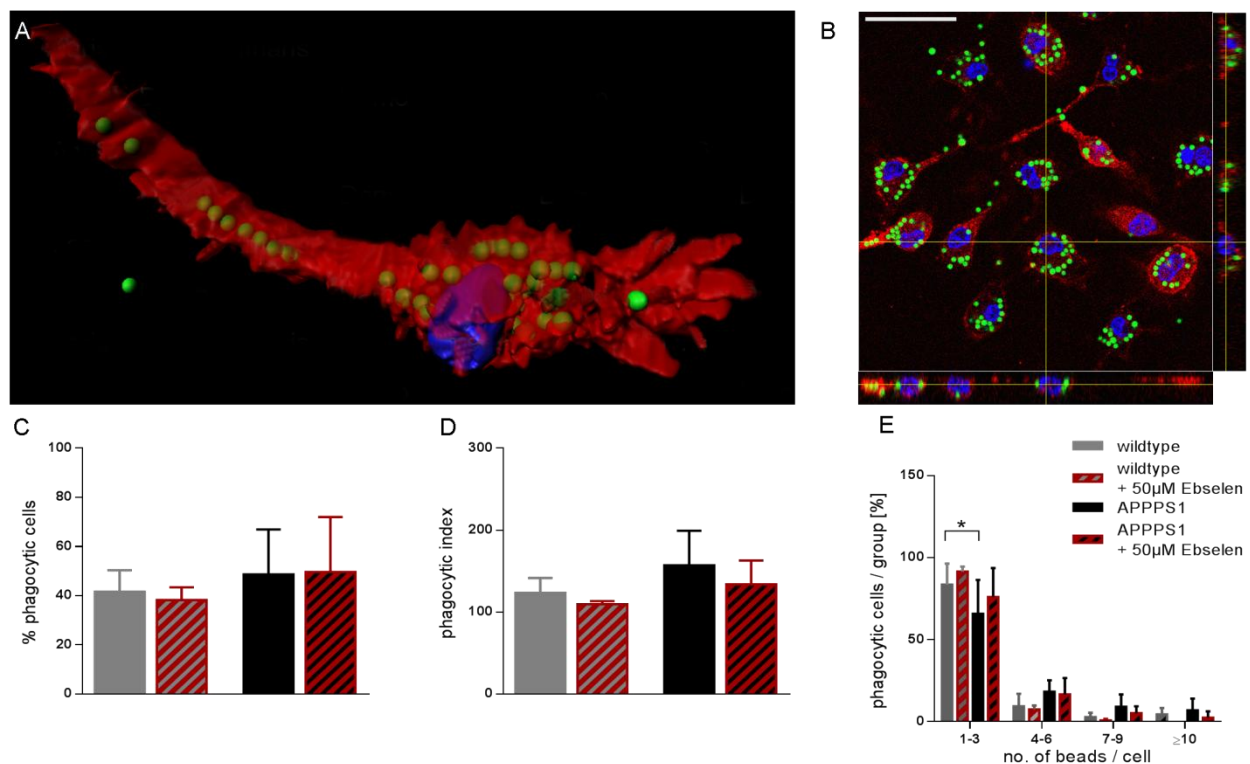 A
B
C
% phagocytic cells
100
80
60
40
20
0
D
phagocytic index
300
200
100
0
E
wildtype
wildtype
+ 50µM Ebselen
APPPS1
APPPS1
+ 50µM Ebselen
phagocytic cells / group [%]
150
100
50
0
*
1-3
4-6
7-9
≥10
no. of beads / cell